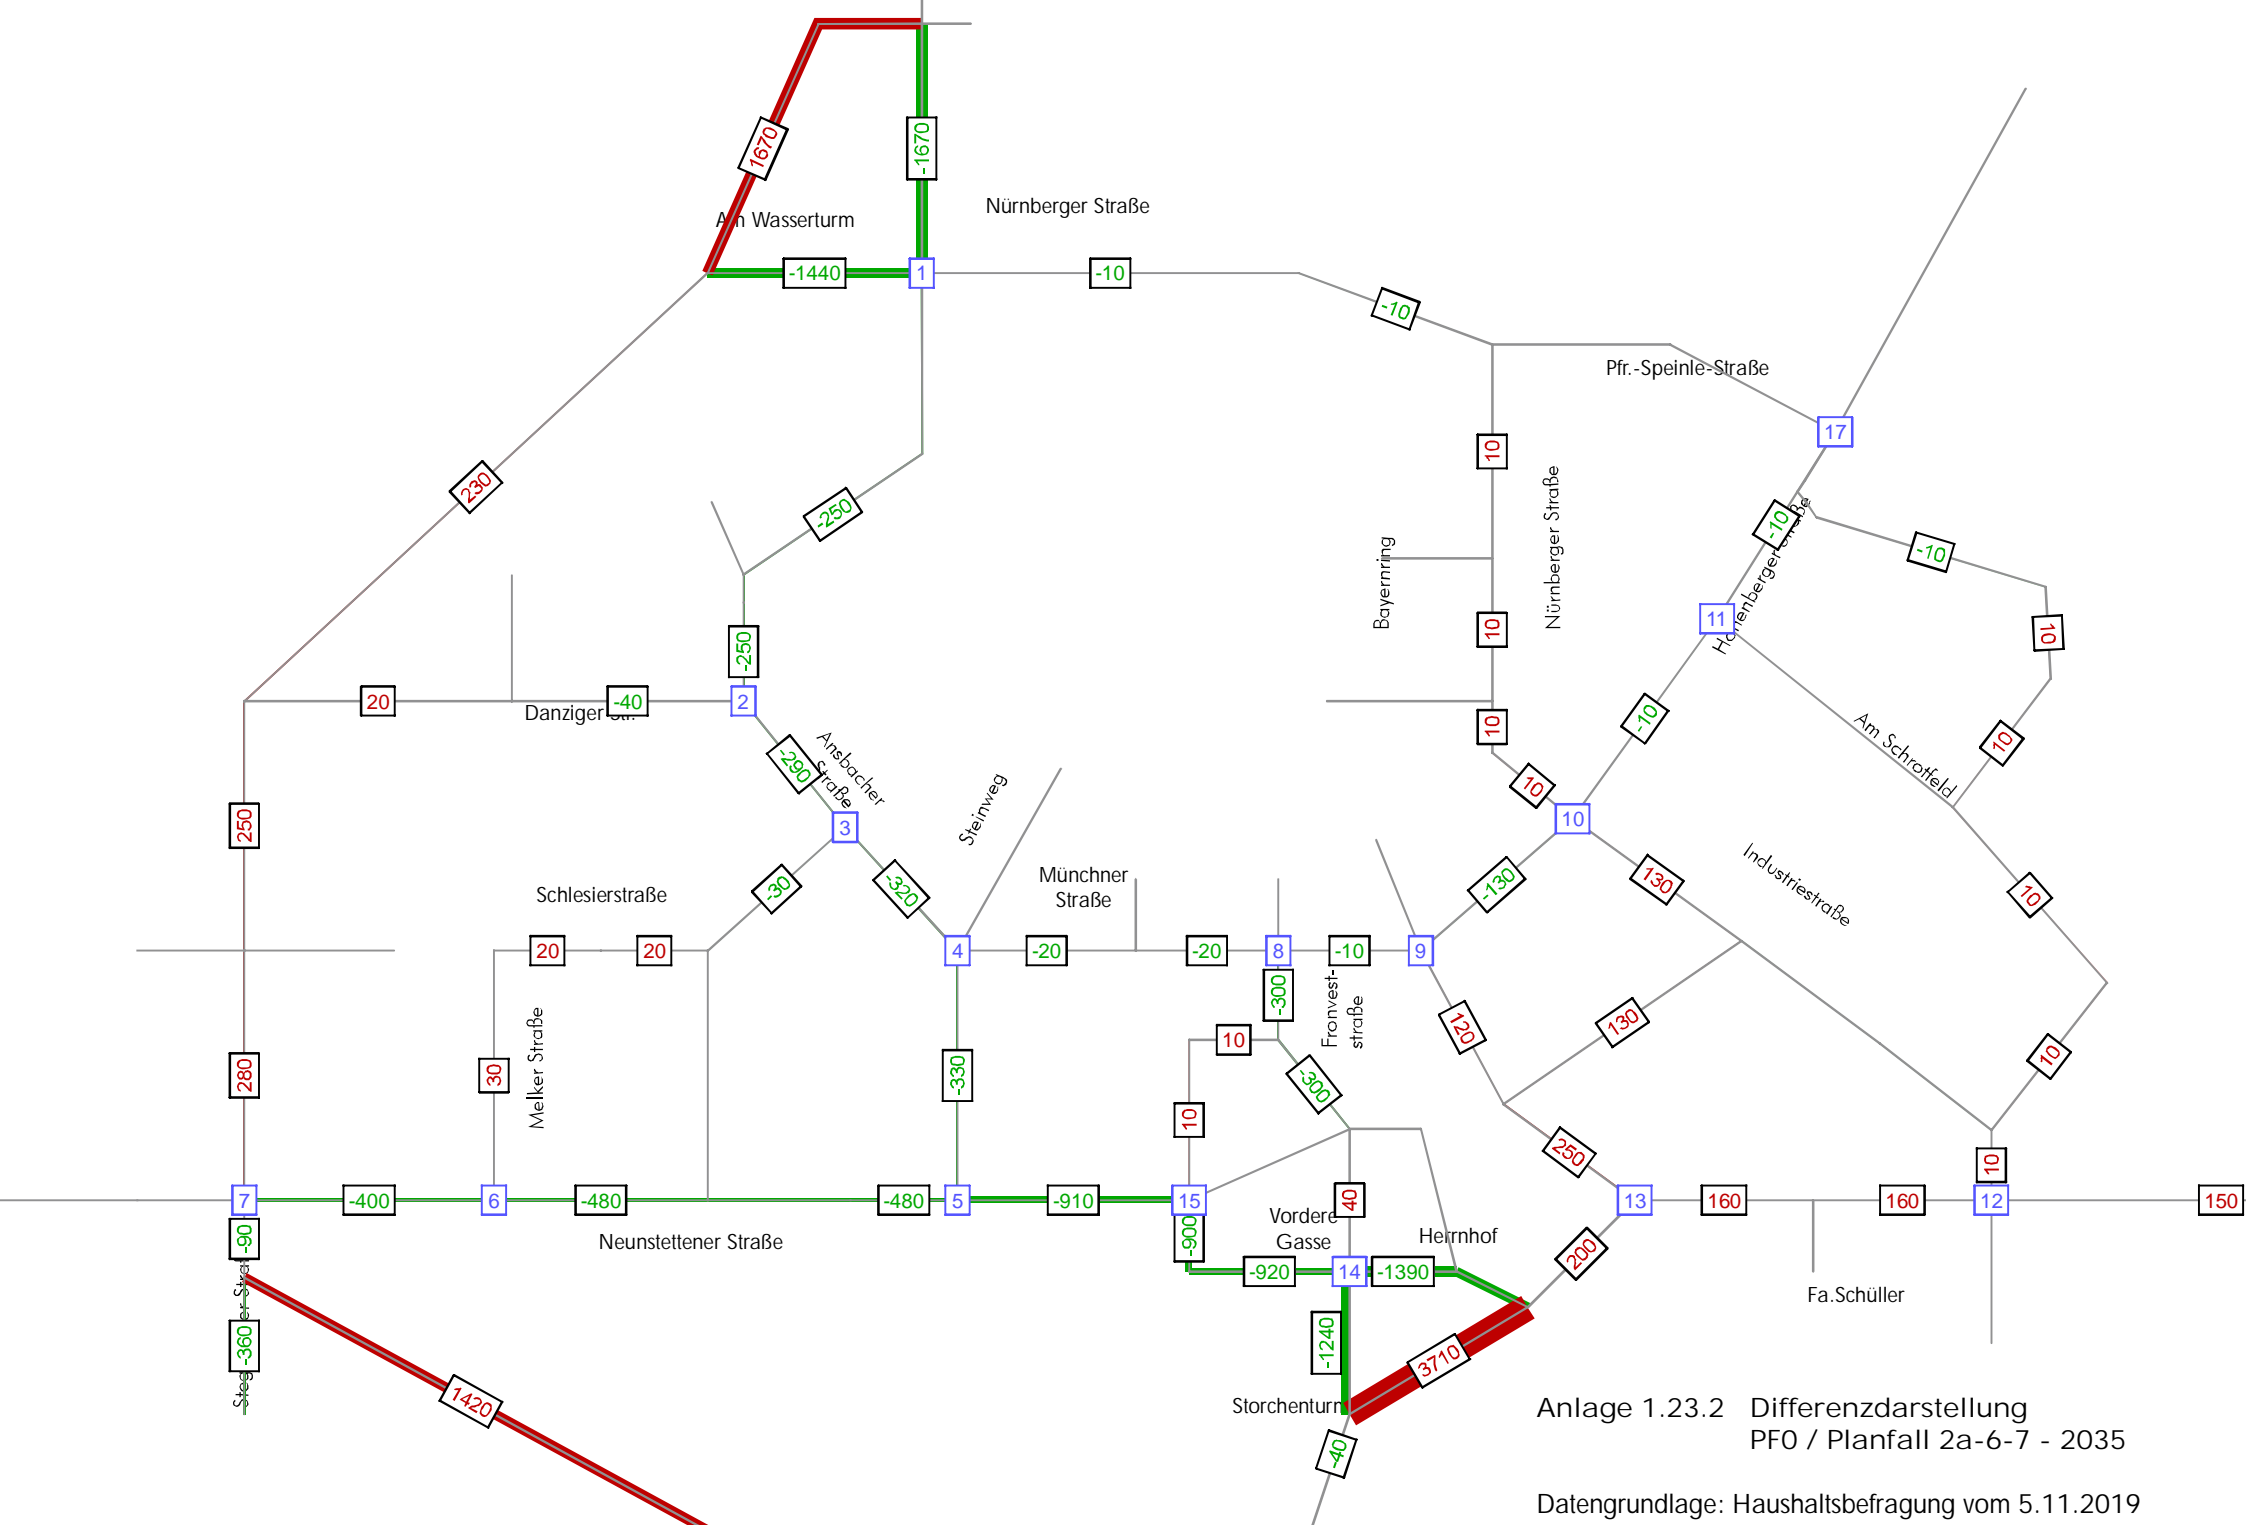 1670
-1670
Am Wasserturm
Nürnberger Straße
-1440
1
-10
-10
Pfr.-Speinle-Straße
17
10
230
-250
-10
-10
Nürnberger Straße
Bayernring
Hohenberger Straße
11
10
10
-250
20
-40
2
Danziger Str.
10
-10
10
Am Schrotfeld
-290
Ansbacher
Straße
250
3
Steinweg
10
10
-30
-320
Schlesierstraße
Münchner
Straße
-130
130
Industriestraße
10
20
20
4
-20
-20
8
-10
9
-300
Fronvest-
straße
120
130
10
280
30
Melker Straße
-330
10
-300
10
250
10
7
-400
6
-480
-480
5
-910
15
40
13
160
160
12
150
-90
Neunstettener Straße
-900
Vordere
Gasse
Herrnhof
200
-920
14
-1390
Fa.Schüller
-360
-1240
3710
1420
Storchenturm
-40
Anlage 1.23.2 Differenzdarstellung
PF0 / Planfall 2a-6-7 - 2035
Datengrundlage: Haushaltsbefragung vom 5.11.2019